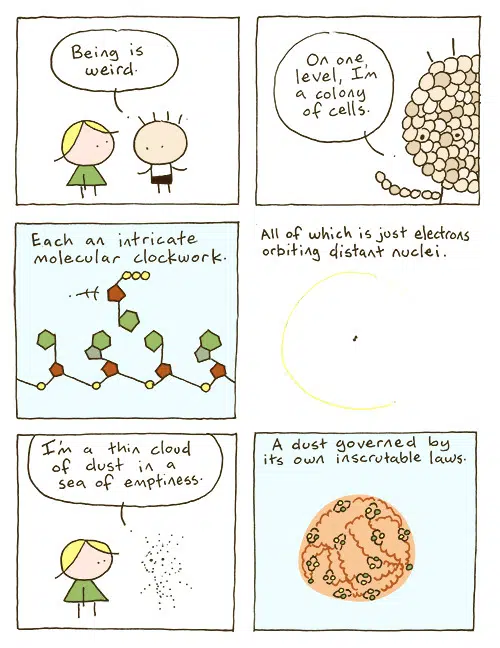 Being is
weird.
On one
level, I'm
a colony
of cells.
Each an intricate
molecular clockwork.
All of which is just electrons
orbiting distant nuclei.
I'm a thin cloud
of dust in a
sea of emptiness.
A dust governed by
its own inscrutable laws.